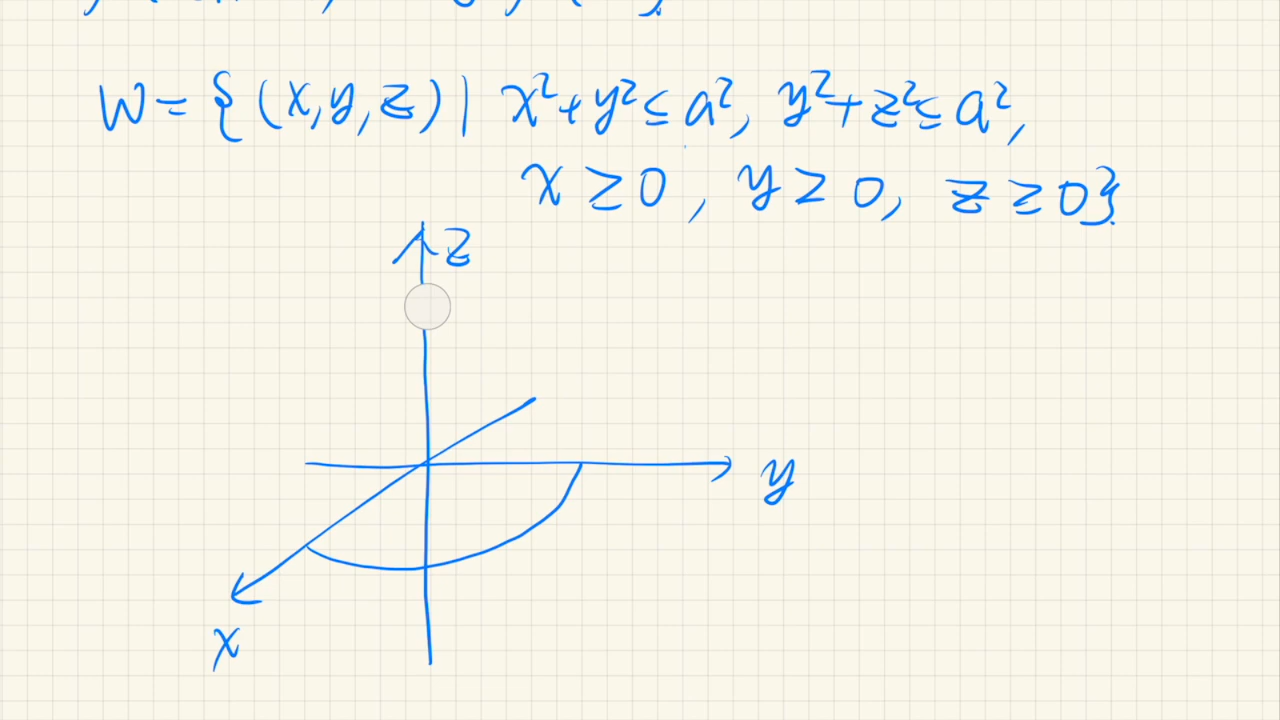 W = {(x,y,z) | x²+y² ≤ a², y²+z² ≤ a²,
x ≥ 0, y ≥ 0, z ≥ 0}
z
y
x